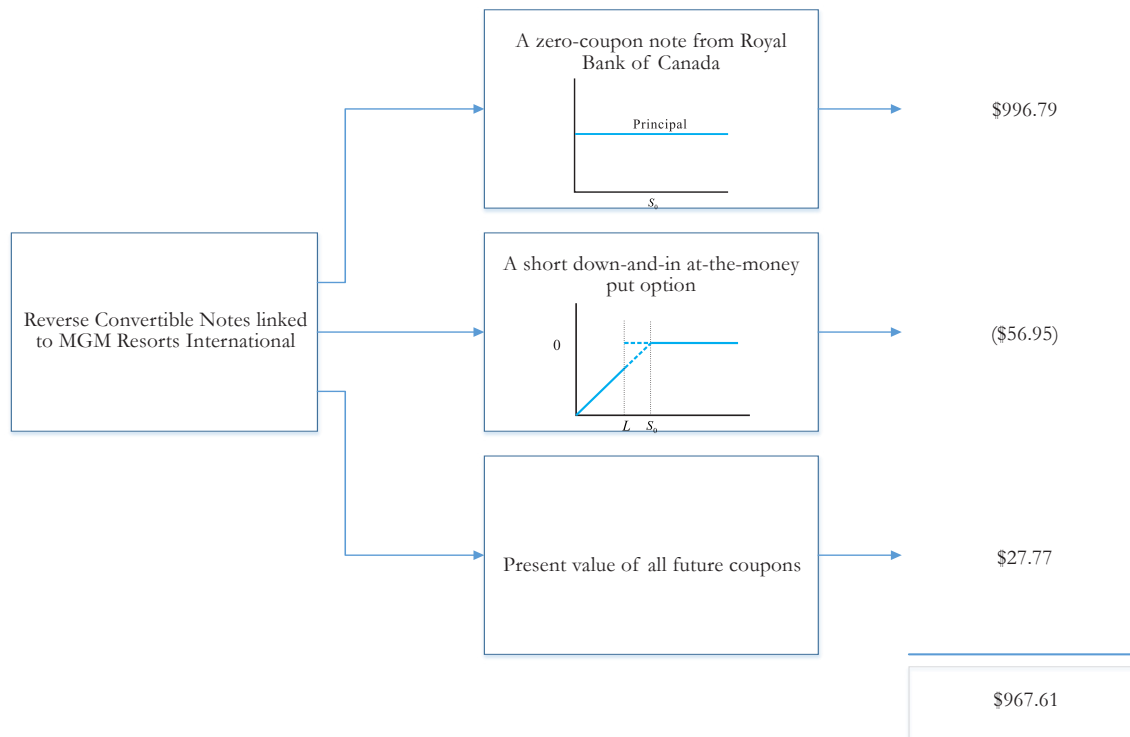 A zero-coupon note from Royal
Bank of Canada
Principal
S₀
$996.79
Reverse Convertible Notes linked
to MGM Resorts International
A short down-and-in at-the-money
put option
0
L S₀
($56.95)
Present value of all future coupons
$27.77
$967.61